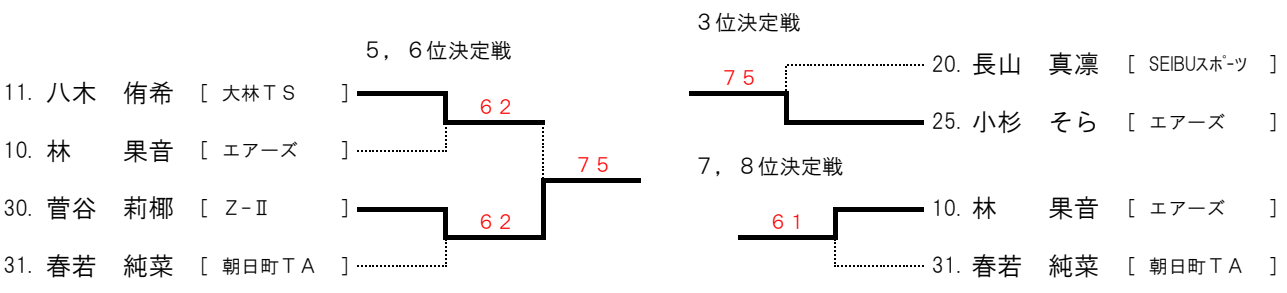 5，6位決定戦
11. 八木　侑希 [ 大林TS ]
62
10. 林　果音 [ エアーズ ]
75
30. 菅谷　莉椰 [ Z-Ⅱ ]
62
31. 春若　純菜 [ 朝日町TA ]
3位決定戦
20. 長山　真凛 [ SEIBUスポーツ ]
75
25. 小杉　そら [ エアーズ ]
7，8位決定戦
10. 林　果音 [ エアーズ ]
61
31. 春若　純菜 [ 朝日町TA ]